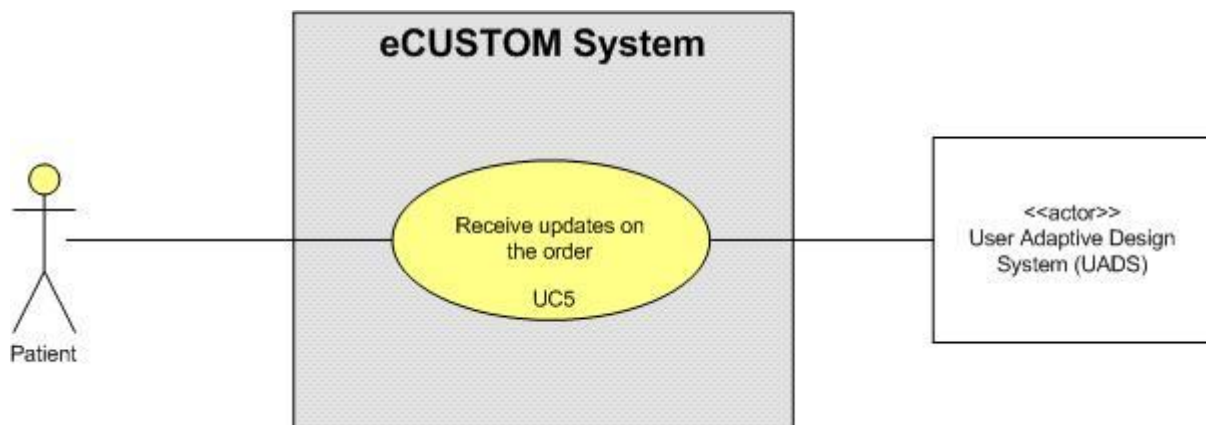 eCUSTOM System
Receive updates on
the order
UC5
<<actor>>
User Adaptive Design
System (UADS)
Patient